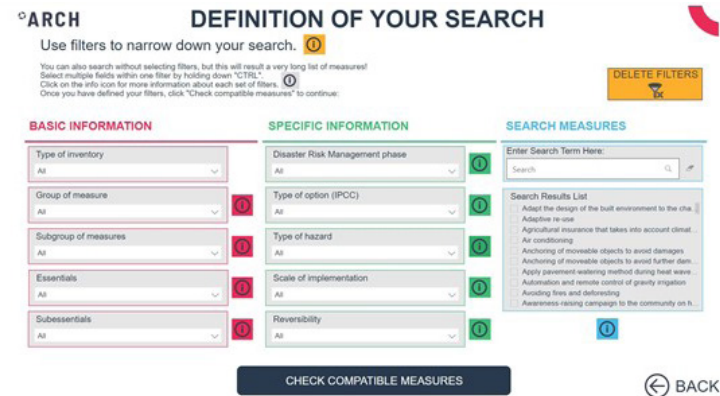 ARCH
DEFINITION OF YOUR SEARCH
Use filters to narrow down your search.
You can also search without selecting filters, but this will result a very long list of measures!
Select multiple fields within one filter by holding down "CTRL".
Click on the info icon for more information about each set of filters.
Once you have defined your filters, click "Check compatible measures" to continue:
DELETE FILTERS
BASIC INFORMATION
Type of inventory
All
Group of measure
All
Subgroup of measures
All
Essentials
All
Subessentials
All
SPECIFIC INFORMATION
Disaster Risk Management phase
All
Type of option (IPCC)
All
Type of hazard
All
Scale of implementation
All
Reversibility
All
SEARCH MEASURES
Enter Search Term Here:
Search
Search Results List
Adapt the design of the built environment to the cha...
Adaptive re-use
Agricultural insurance that takes into account climat...
Air conditioning
Anchoring of moveable objects to avoid damages
Anchoring of moveable objects to avoid further dam...
Apply pavement-watering method during heat wave...
Automation and remote control of gravity irrigation
Avoiding fires and deforesting
Awareness-raising campaign to the community on h...
CHECK COMPATIBLE MEASURES
BACK